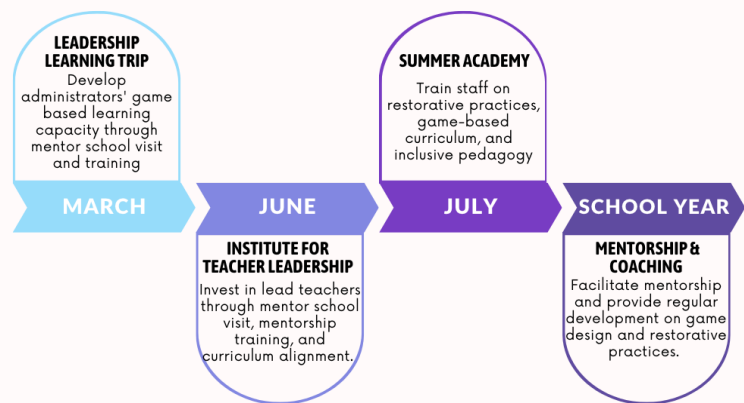 LEADERSHIP
LEARNING TRIP
Develop
administrators' game
based learning
capacity through
mentor school visit
and training
MARCH
JUNE
INSTITUTE FOR
TEACHER LEADERSHIP
Invest in lead teachers
through mentor school
visit, mentorship
training, and
curriculum alignment.
SUMMER ACADEMY
Train staff on
restorative practices,
game-based
curriculum, and
inclusive pedagogy
JULY
SCHOOL YEAR
MENTORSHIP &
COACHING
Facilitate mentorship
and provide regular
development on game
design and restorative
practices.